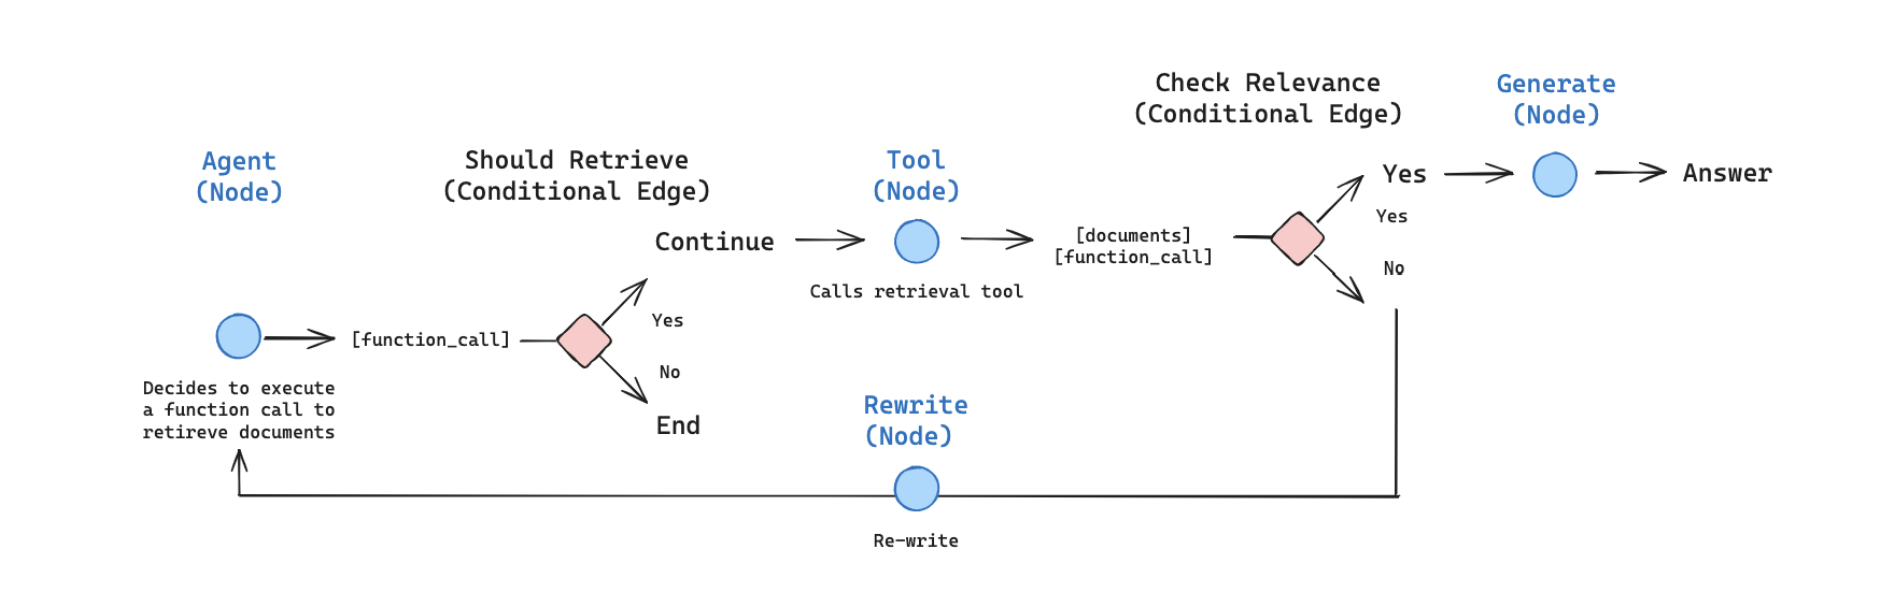 Check Relevance
(Conditional Edge)
Generate
(Node)
Agent
(Node)
Should Retrieve
(Conditional Edge)
Tool
(Node)
Yes
Answer
Yes
Continue
[documents]
[function_call]
No
Calls retrieval tool
Yes
[function_call]
No
Decides to execute
a function call to
retireve documents
End
Rewrite
(Node)
Re-write